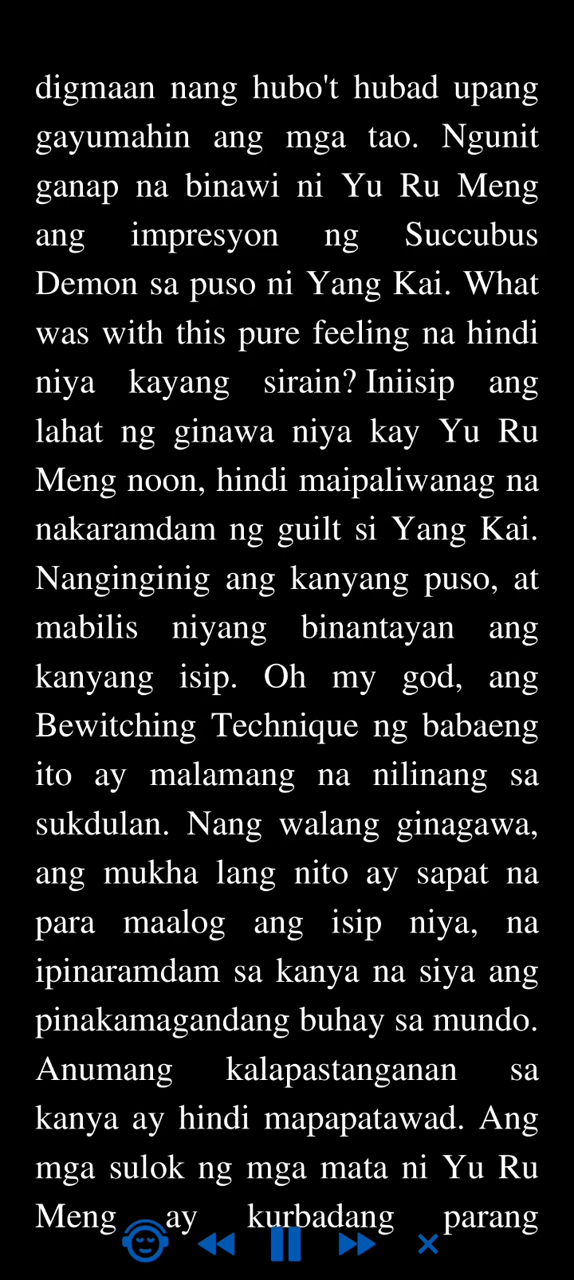 digmaan nang hubo't hubad upang
gayumahin ang mga tao. Ngunit
ganap na binawi ni Yu Ru Meng
ang impresyon ng Succubus
Demon sa puso ni Yang Kai. What
was with this pure feeling na hindi
niya kayang sirain? Iniisip ang
lahat ng ginawa niya kay Yu Ru
Meng noon, hindi maipaliwanag na
nakaramdam ng guilt si Yang Kai.
Nanginginig ang kanyang puso, at
mabilis niyang binantayan ang
kanyang isip. Oh my god, ang
Bewitching Technique ng babaeng
ito ay malamang na nilinang sa
sukdulan. Nang walang ginagawa,
ang mukha lang nito ay sapat na
para maalog ang isip niya, na
ipinaramdam sa kanya na siya ang
pinakamagandang buhay sa mundo.
Anumang kalapastanganan sa
kanya ay hindi mapapatawad. Ang
mga sulok ng mga mata ni Yu Ru
Meng ay kurbadang parang